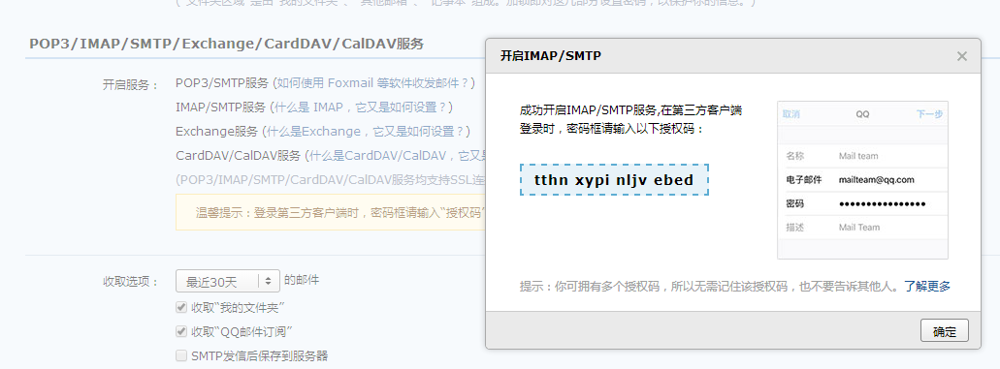 ("文件夹区域"是由"我的文件夹"、"其他邮箱"、"记事本"组成。加锁即对这几部分设置密码，以保护你的信息。)
POP3/IMAP/SMTP/Exchange/CardDAV/CalDAV服务
开启服务：
POP3/SMTP服务 (如何使用 Foxmail 等软件收发邮件？)
IMAP/SMTP服务 (什么是 IMAP，它又是如何设置？)
Exchange服务 (什么是Exchange，它又是如何设置？)
CardDAV/CalDAV服务 (什么是CardDAV/CalDAV，它又是
(POP3/IMAP/SMTP/CardDAV/CalDAV服务均支持SSL连
温馨提示：登录第三方客户端时，密码框请输入“授权码”
收取选项：
最近30天 的邮件
收取“我的文件夹”
收取“QQ邮件订阅”
SMTP发信后保存到服务器
开启IMAP/SMTP
成功开启IMAP/SMTP服务,在第三方客户端
登录时，密码框请输入以下授权码：
tthn xypi nljv ebed
取消 QQ 下一步
名称 Mail team
电子邮件 mailteam@qq.com
密码 ●●●●●●●●●●●●●●●●
描述 Mail Team
提示：你可拥有多个授权码，所以无需记住该授权码，也不要告诉其他人。了解更多
确定